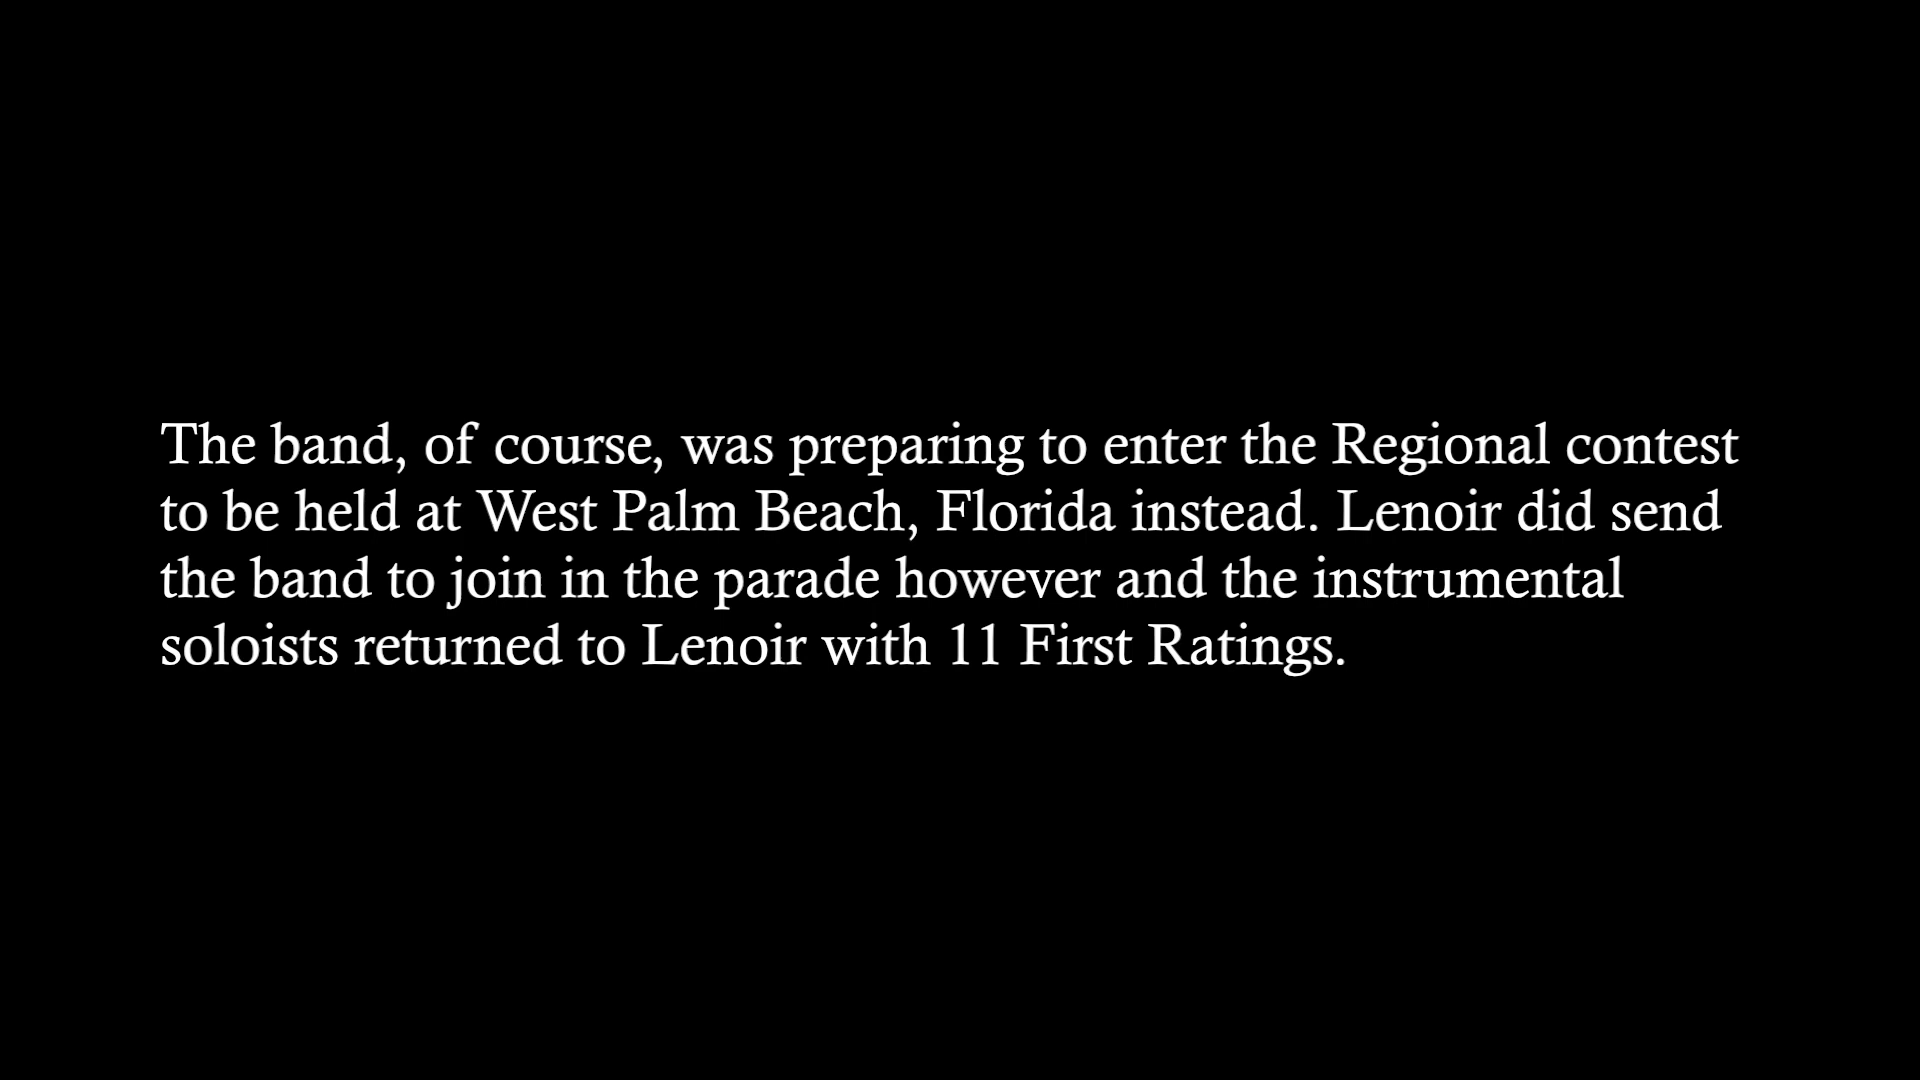 The band, of course, was preparing to enter the Regional contest
to be held at West Palm Beach, Florida instead. Lenoir did send
the band to join in the parade however and the instrumental
soloists returned to Lenoir with 11 First Ratings.